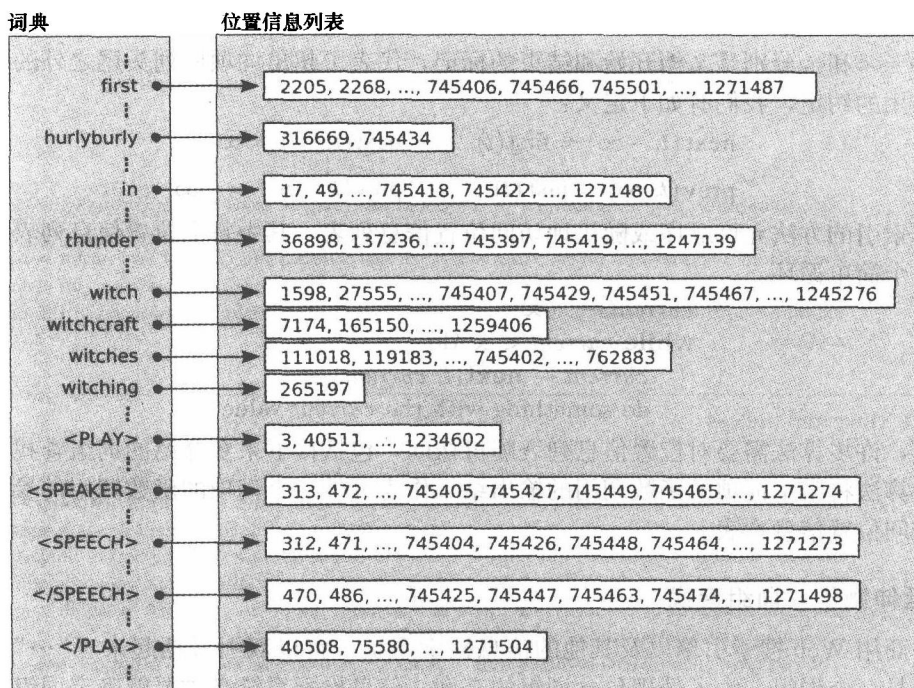 词典 位置信息列表
first 2205, 2268, ..., 745406, 745466, 745501, ..., 1271487
hurlyburly 316669, 745434
in 17, 49, ..., 745418, 745422, ..., 1271480
thunder 36898, 137236, ..., 745397, 745419, ..., 1247139
witch 1598, 27555, ..., 745407, 745429, 745451, 745467, ..., 1245276
witchcraft 7174, 165150, ..., 1259406
witches 111018, 119183, ..., 745402, ..., 762883
witching 265197
<PLAY> 3, 40511, ..., 1234602
<SPEAKER> 313, 472, ..., 745405, 745427, 745449, 745465, ..., 1271274
<SPEECH> 312, 471, ..., 745404, 745426, 745448, 745464, ..., 1271273
</SPEECH> 470, 486, ..., 745425, 745447, 745463, 745474, ..., 1271498
</PLAY> 40508, 75580, ..., 1271504